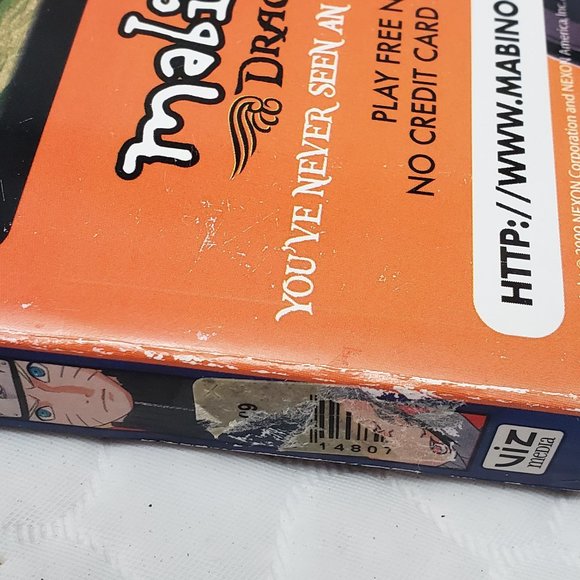 mabi
DRAG
YOU'VE NEVER SEEN AN
PLAY FREE N
NO CREDIT CARD
HTTP://WWW.MABINO
NEXON Corporation and NEXON America, Inc.
14807
VIZ
media